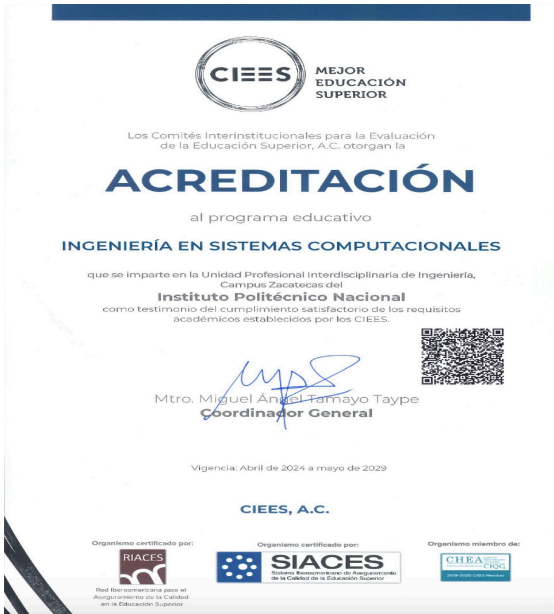 CIEES
MEJOR
EDUCACIÓN
SUPERIOR
Los Comités Interinstitucionales para la Evaluación
de la Educación Superior, A.C. otorgan la
ACREDITACIÓN
al programa educativo
INGENIERÍA EN SISTEMAS COMPUTACIONALES
que se imparte en la Unidad Profesional Interdisciplinaria de Ingeniería,
Campus Zacatecas del
Instituto Politécnico Nacional
como testimonio del cumplimiento satisfactorio de los requisitos
académicos establecidos por los CIEES.
Mtro. Miguel Ángel Tamayo Taype
Coordinador General
Vigencia: Abril de 2024 a mayo de 2029
CIEES, A.C.
Organismo certificado por:
RIACES
Red Iberoamericana para el
Aseguramiento de la Calidad
en la Educación Superior
Organismo certificado por:
SIACES
Sistema Iberoamericano de Aseguramiento
de la Calidad de la Educación Superior
Organismo miembro de:
CHEA
CIQG
2019-2020 CIQG Member